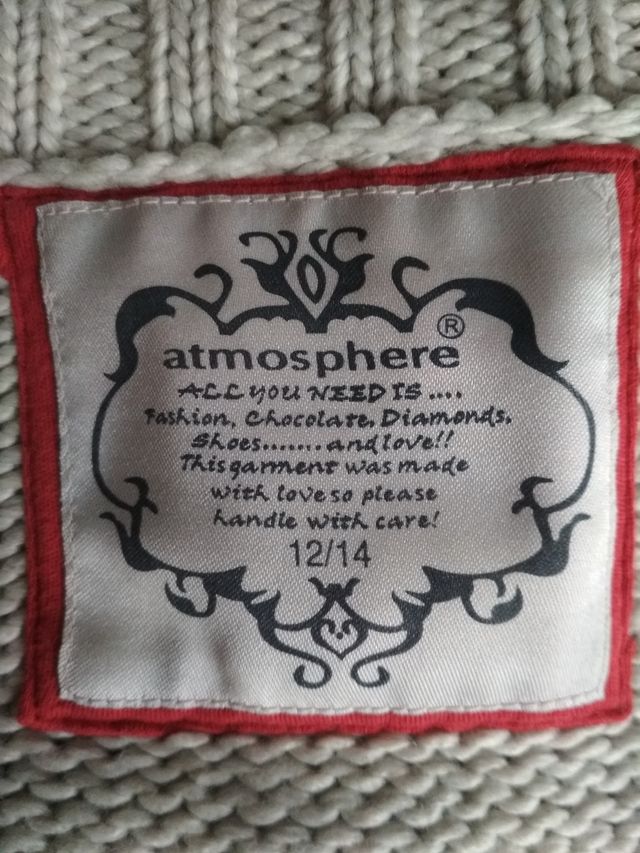 atmosphere®
ALL YOU NEED IS ....
Fashion, Chocolate, Diamonds,
Shoes........and love!!
This garment was made
with love so please
handle with care!
12/14